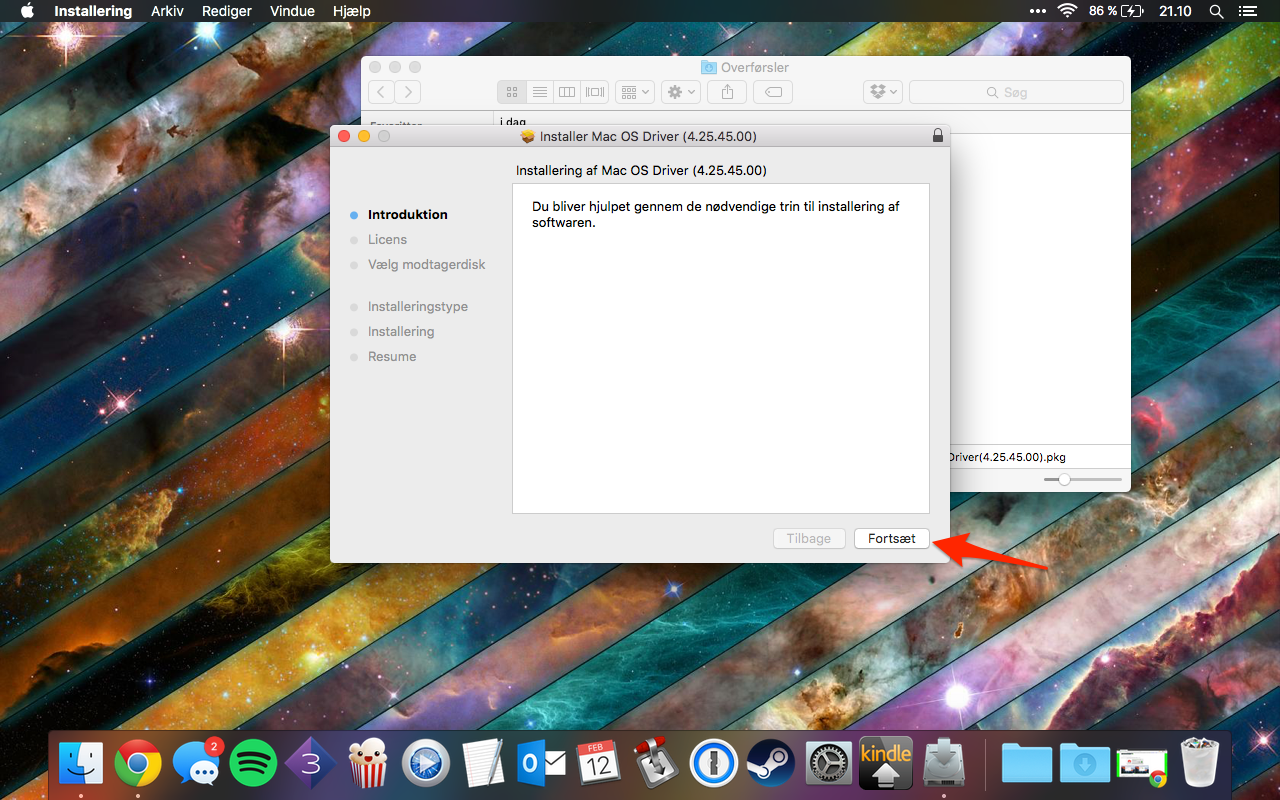 Installering Arkiv Rediger Vindue Hjælp 86 % 21.10
Overførsler
Søg
i dag
Installer Mac OS Driver (4.25.45.00)
Installering af Mac OS Driver (4.25.45.00)
Du bliver hjulpet gennem de nødvendige trin til installering af
softwaren.
Introduktion
Licens
Vælg modtagerdisk
Installeringstype
Installering
Resume
Driver(4.25.45.00).pkg
Tilbage Fortsæt
2
3
O
FEB
12
1
kindle